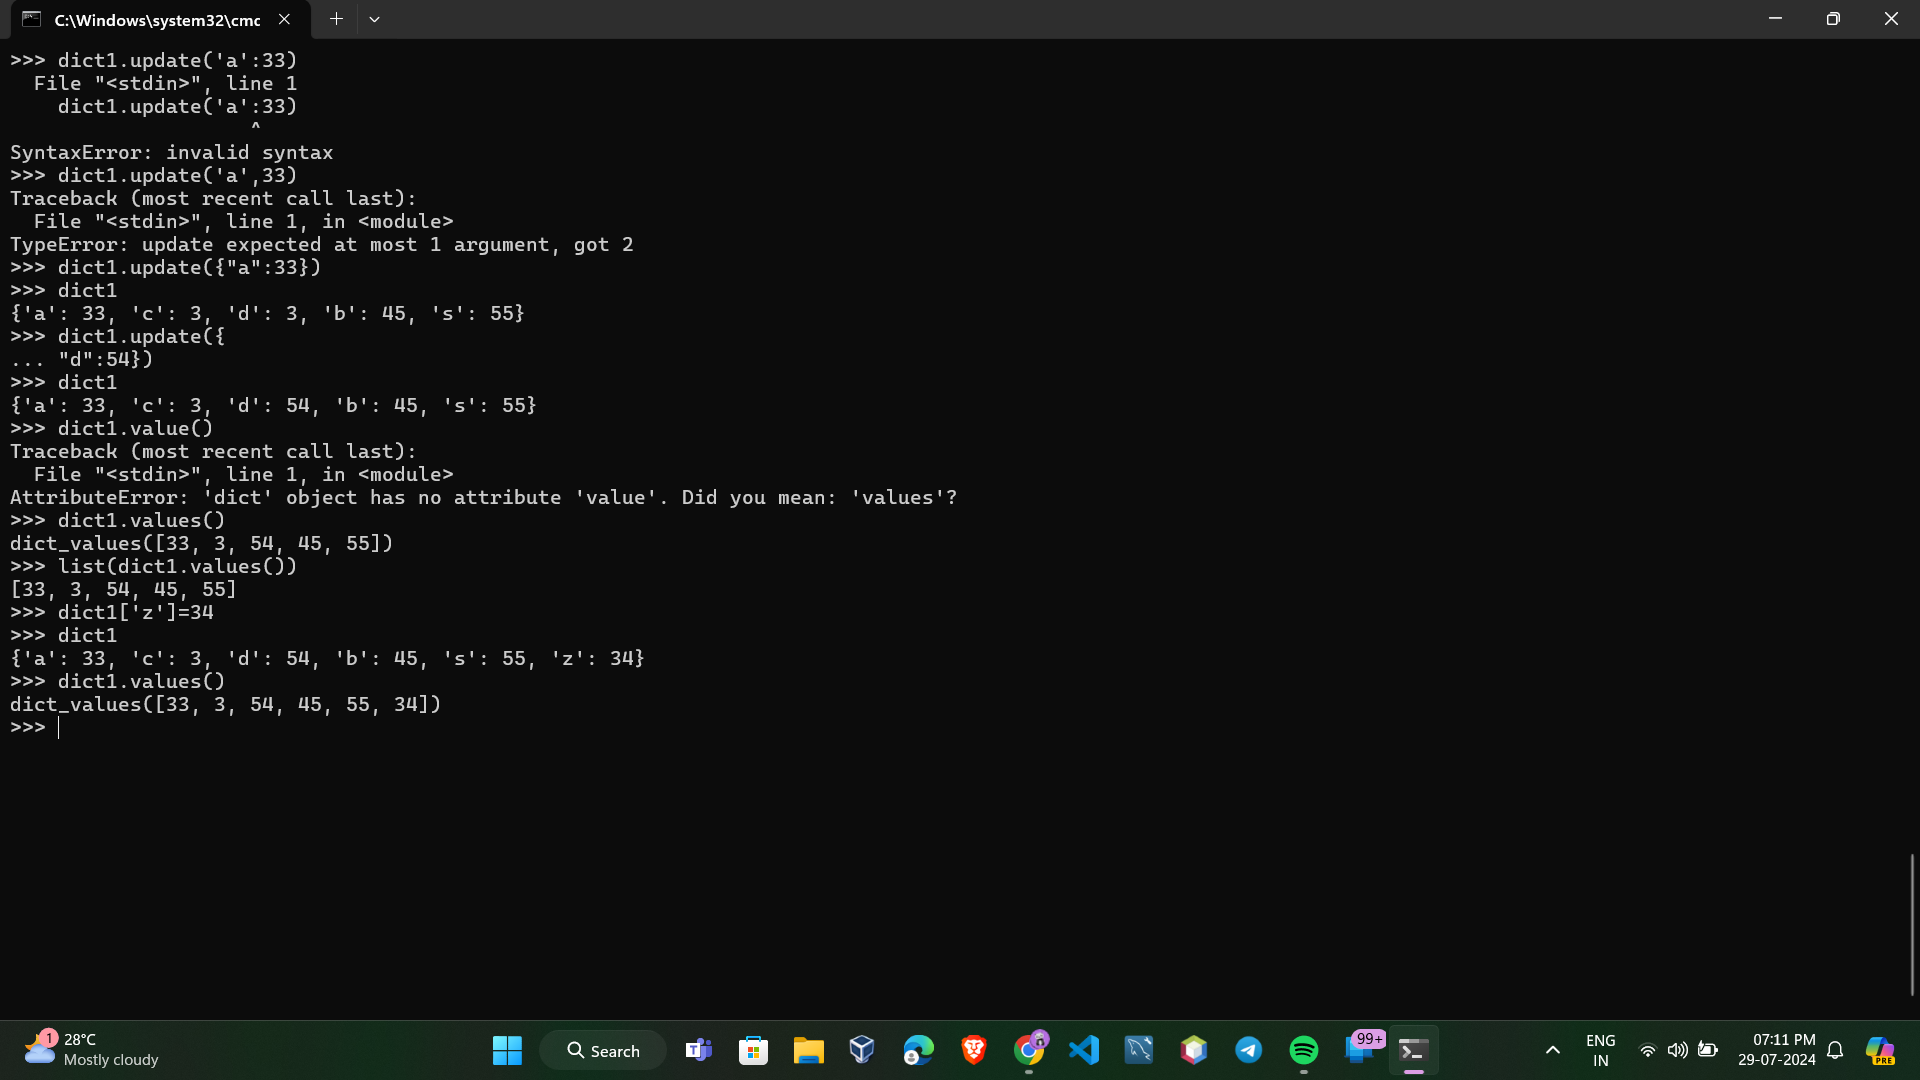 C:\Windows\system32\cmc
>>> dict1.update('a':33)
  File "<stdin>", line 1
    dict1.update('a':33)
                    ^
SyntaxError: invalid syntax
>>> dict1.update('a',33)
Traceback (most recent call last):
  File "<stdin>", line 1, in <module>
TypeError: update expected at most 1 argument, got 2
>>> dict1.update({"a":33})
>>> dict1
{'a': 33, 'c': 3, 'd': 3, 'b': 45, 's': 55}
>>> dict1.update({
... "d":54})
>>> dict1
{'a': 33, 'c': 3, 'd': 54, 'b': 45, 's': 55}
>>> dict1.value()
Traceback (most recent call last):
  File "<stdin>", line 1, in <module>
AttributeError: 'dict' object has no attribute 'value'. Did you mean: 'values'?
>>> dict1.values()
dict_values([33, 3, 54, 45, 55])
>>> list(dict1.values())
[33, 3, 54, 45, 55]
>>> dict1['z']=34
>>> dict1
{'a': 33, 'c': 3, 'd': 54, 'b': 45, 's': 55, 'z': 34}
>>> dict1.values()
dict_values([33, 3, 54, 45, 55, 34])
>>>
1
28°C
Mostly cloudy
Search
T
99+
ENG
IN
07:11 PM
29-07-2024
PRE